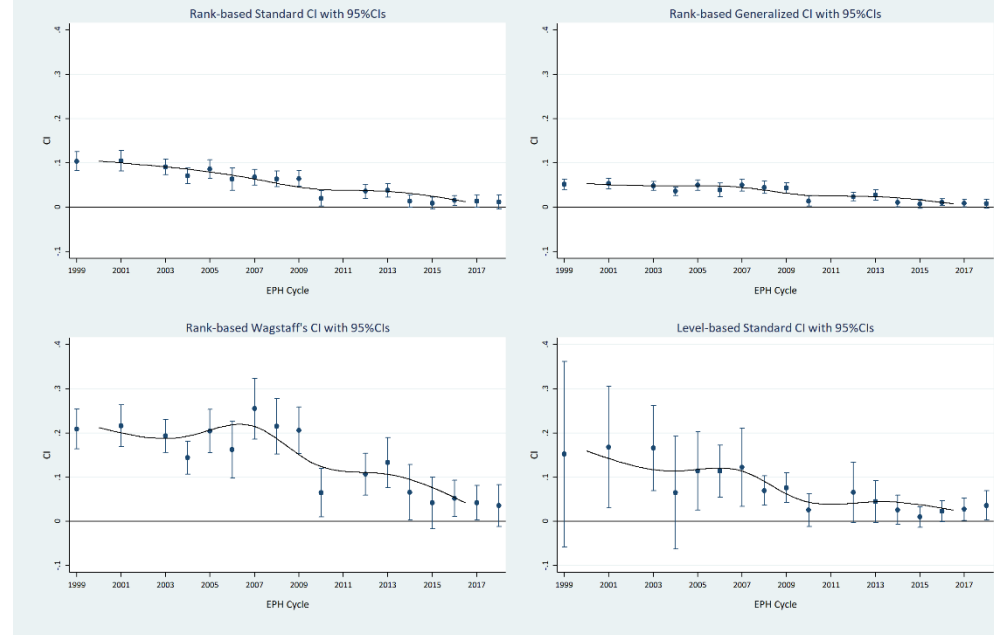 Rank-based Standard CI with 95%CIs
.4
.3
.2
.1
0
-.1
CI
1999 2001 2003 2005 2007 2009 2011 2013 2015 2017
EPH Cycle
Rank-based Generalized CI with 95%CIs
.4
.3
.2
.1
0
-.1
CI
1999 2001 2003 2005 2007 2009 2011 2013 2015 2017
EPH Cycle
Rank-based Wagstaff's CI with 95%CIs
.4
.3
.2
.1
0
-.1
CI
1999 2001 2003 2005 2007 2009 2011 2013 2015 2017
EPH Cycle
Level-based Standard CI with 95%CIs
.4
.3
.2
.1
0
-.1
CI
1999 2001 2003 2005 2007 2009 2011 2013 2015 2017
EPH Cycle